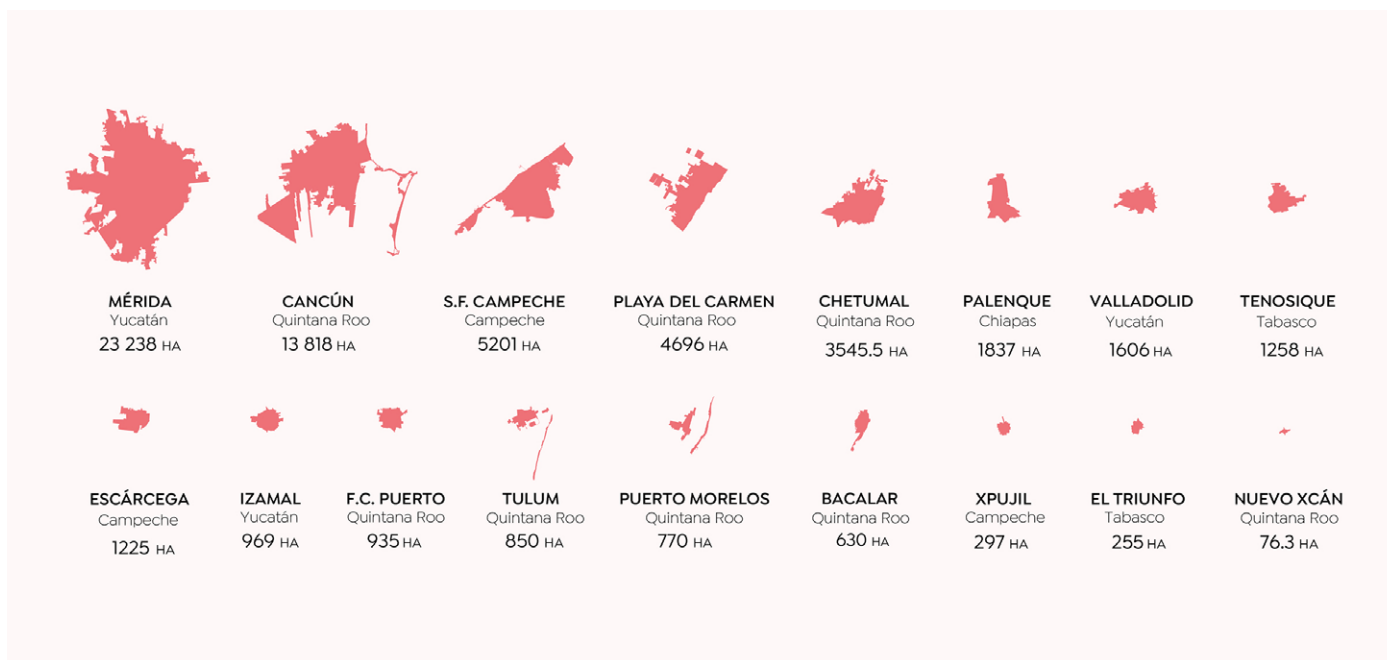 MÉRIDA
Yucatán
23 238 HA
CANCÚN
Quintana Roo
13 818 HA
S.F. CAMPECHE
Campeche
5201 HA
PLAYA DEL CARMEN
Quintana Roo
4696 HA
CHETUMAL
Quintana Roo
3545.5 HA
PALENQUE
Chiapas
1837 HA
VALLADOLID
Yucatán
1606 HA
TENOSIQUE
Tabasco
1258 HA
ESCÁRCEGA
Campeche
1225 HA
IZAMAL
Yucatán
969 HA
F.C. PUERTO
Quintana Roo
935 HA
TULUM
Quintana Roo
850 HA
PUERTO MORELOS
Quintana Roo
770 HA
BACALAR
Quintana Roo
630 HA
XPUJIL
Campeche
297 HA
EL TRIUNFO
Tabasco
255 HA
NUEVO XCÁN
Quintana Roo
76.3 HA